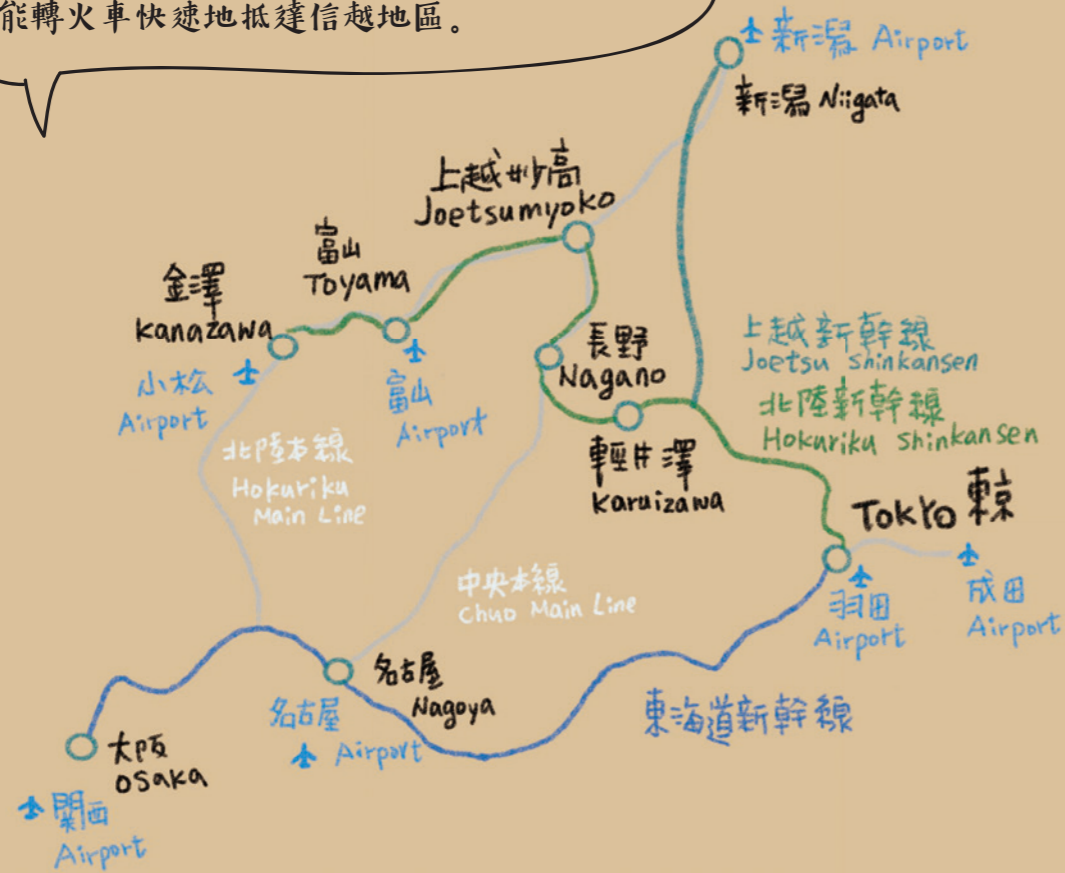 能轉火車快速地抵達信越地區。
新潟 Airport
新潟 Niigata
上越妙高
Joetsumyoko
富山
Toyama
金澤
Kanazawa
小松
Airport
富山
Airport
長野
Nagano
上越新幹線
Joetsu Shinkansen
北陸新幹線
Hokuriku Shinkansen
輕井澤
Karuizawa
北陸本線
Hokuriku
Main Line
Tokyo 東京
中央本線
Chuo Main Line
羽田
Airport
成田
Airport
名古屋
Nagoya
名古屋
Airport
東海道新幹線
大阪
Osaka
関西
Airport